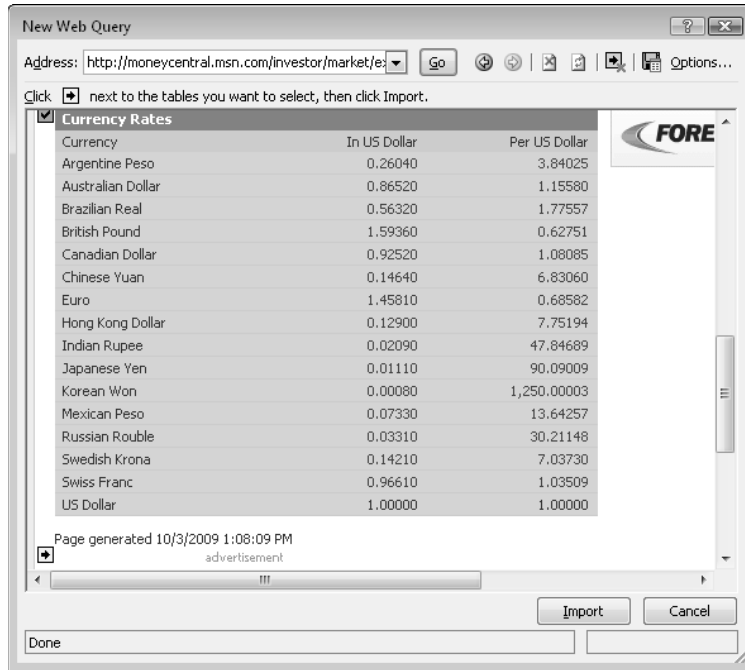 New Web Query
Address: http://moneycentral.msn.com/investor/market/e Go Options...
Click next to the tables you want to select, then click Import.
Currency Rates
Currency In US Dollar Per US Dollar
Argentine Peso 0.26040 3.84025
Australian Dollar 0.86520 1.15580
Brazilian Real 0.56320 1.77557
British Pound 1.59360 0.62751
Canadian Dollar 0.92520 1.08085
Chinese Yuan 0.14640 6.83060
Euro 1.45810 0.68582
Hong Kong Dollar 0.12900 7.75194
Indian Rupee 0.02090 47.84689
Japanese Yen 0.01110 90.09009
Korean Won 0.00080 1,250.00003
Mexican Peso 0.07330 13.64257
Russian Rouble 0.03310 30.21148
Swedish Krona 0.14210 7.03730
Swiss Franc 0.96610 1.03509
US Dollar 1.00000 1.00000
FORE
Page generated 10/3/2009 1:08:09 PM
advertisement
Import Cancel
Done